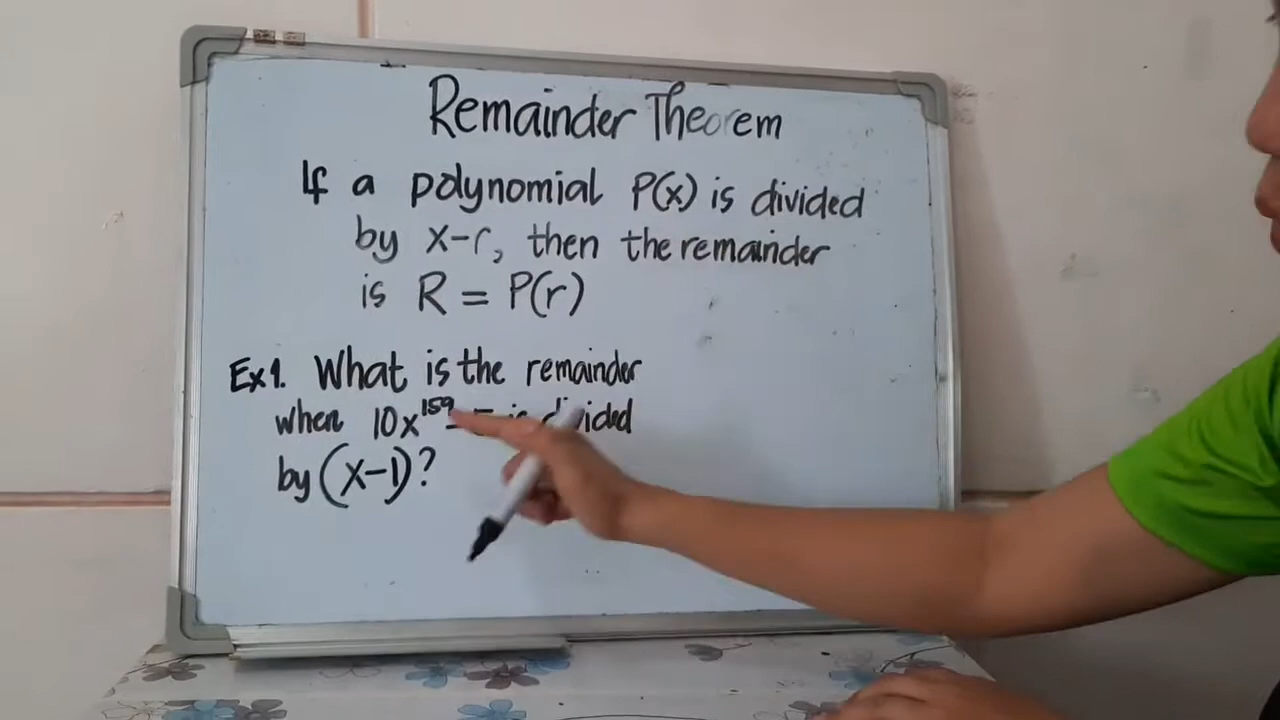 Remainder Theorem
If a polynomial P(x) is divided
by x-r, then the remainder
is R = P(r)
Ex1. What is the remainder
when 10x¹⁵⁹ - is divided
by (x-1)?